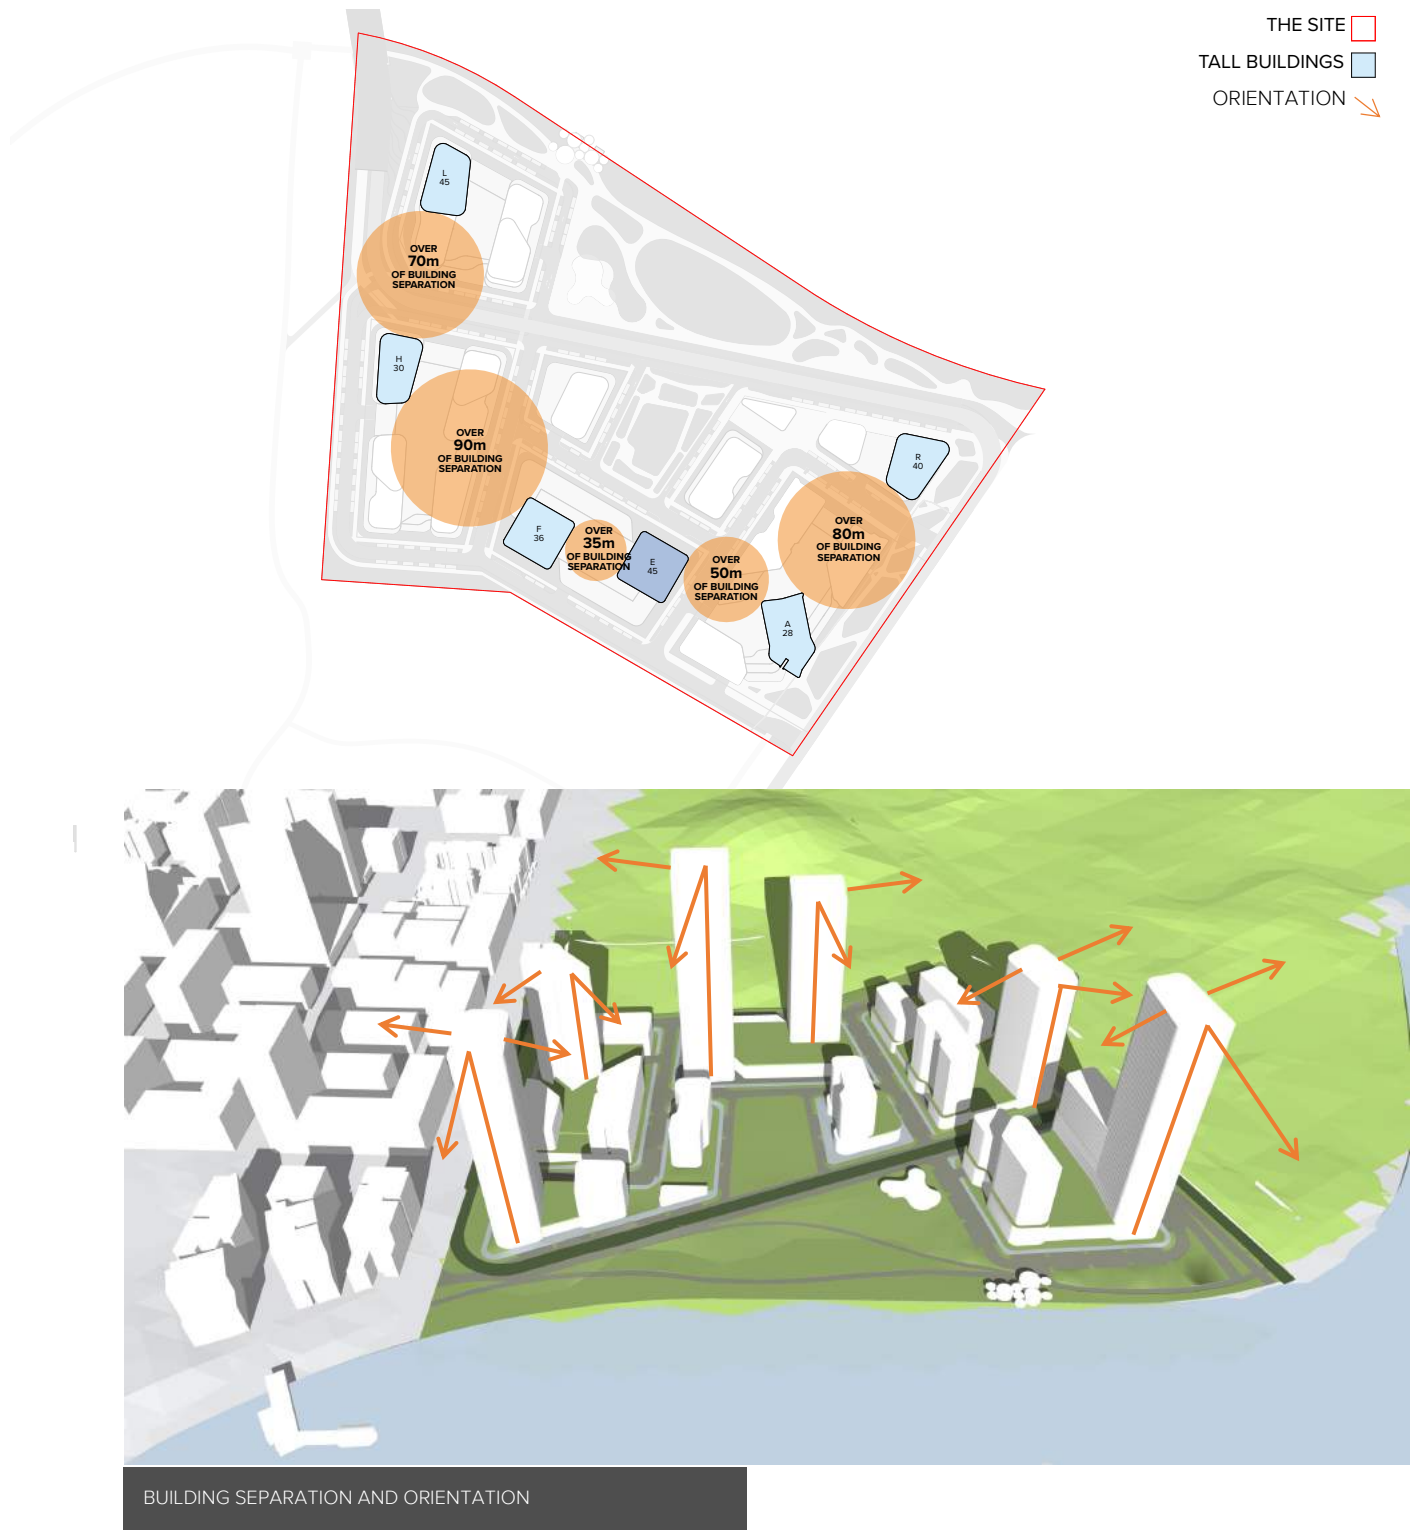 THE SITE
TALL BUILDINGS
ORIENTATION
L
45
OVER
70m
OF BUILDING
SEPARATION
H
30
OVER
90m
OF BUILDING
SEPARATION
R
40
OVER
80m
OF BUILDING
SEPARATION
F
36
OVER
35m
OF BUILDING
SEPARATION
E
45
OVER
50m
OF BUILDING
SEPARATION
A
28
BUILDING SEPARATION AND ORIENTATION